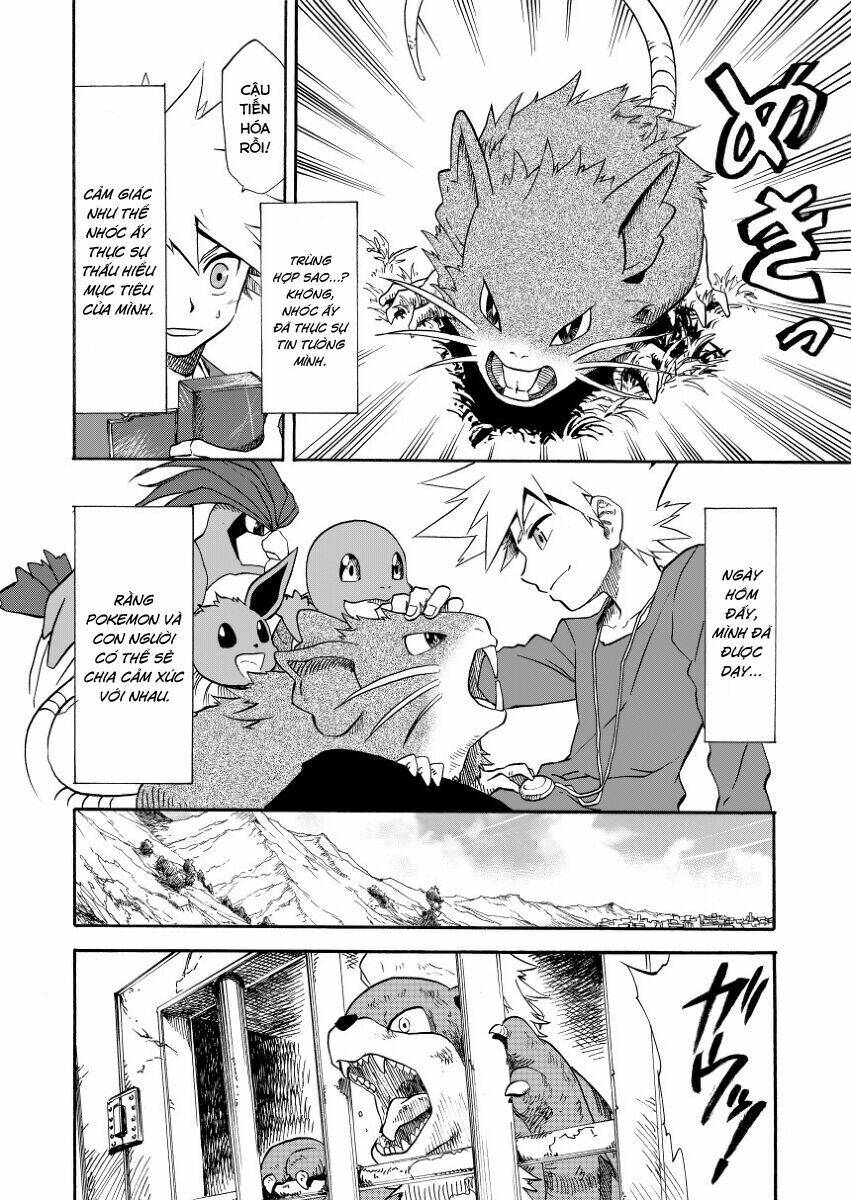 めきっ
CẬU
TIẾN
HÓA
RỒI!
TRÙNG
HỢP SAO...?
KHÔNG,
NHÓC ẤY
ĐÃ THỰC SỰ
TIN TƯỞNG
MÌNH.
CẢM GIÁC
NHƯ THỂ
NHÓC ẤY
THỰC SỰ
THẤU HIỂU
MỤC TIÊU
CỦA MÌNH.
NGÀY
HÔM
ĐẤY,
MÌNH ĐÃ
ĐƯỢC
DẠY...
RẰNG
POKEMON VÀ
CON NGƯỜI
CÓ THỂ SẼ
CHIA CẢM XÚC
VỚI NHAU.
ガウッ!